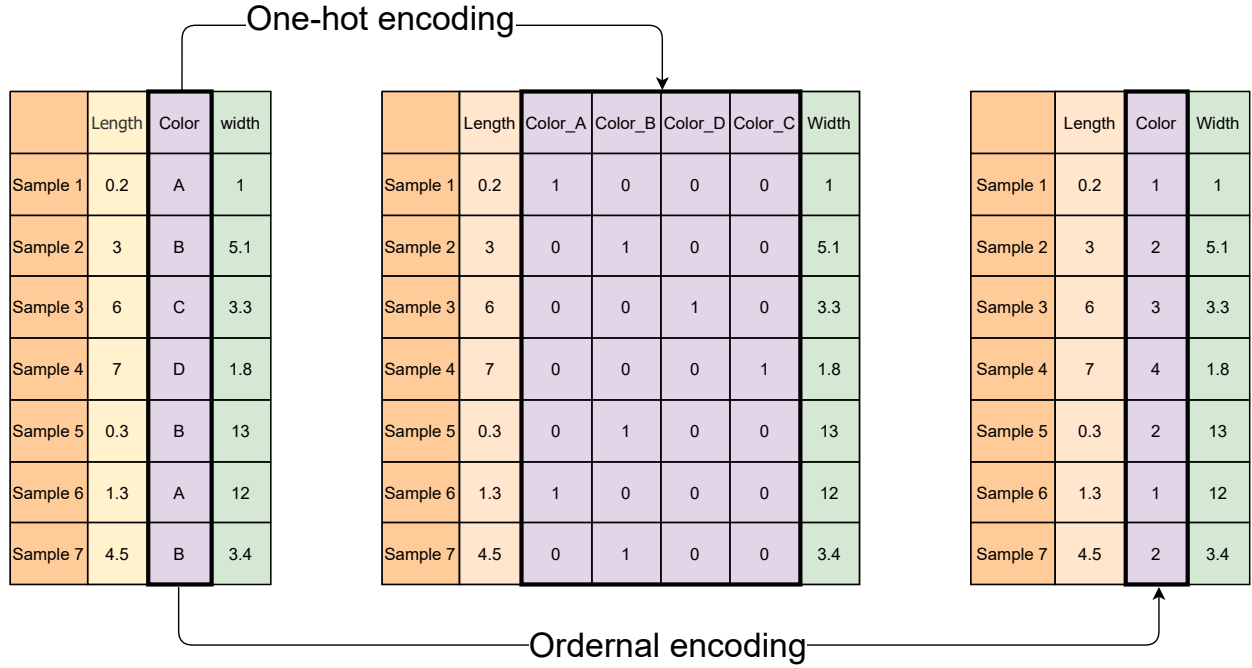 One-hot encoding
Length Color width
Sample 1 0.2 A 1
Sample 2 3 B 5.1
Sample 3 6 C 3.3
Sample 4 7 D 1.8
Sample 5 0.3 B 13
Sample 6 1.3 A 12
Sample 7 4.5 B 3.4
Length Color_A Color_B Color_D Color_C Width
Sample 1 0.2 1 0 0 0 1
Sample 2 3 0 1 0 0 5.1
Sample 3 6 0 0 1 0 3.3
Sample 4 7 0 0 0 1 1.8
Sample 5 0.3 0 1 0 0 13
Sample 6 1.3 1 0 0 0 12
Sample 7 4.5 0 1 0 0 3.4
Length Color Width
Sample 1 0.2 1 1
Sample 2 3 2 5.1
Sample 3 6 3 3.3
Sample 4 7 4 1.8
Sample 5 0.3 2 13
Sample 6 1.3 1 12
Sample 7 4.5 2 3.4
Ordernal encoding